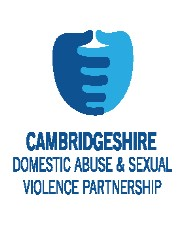 CAMBRIDGESHIRE
DOMESTIC ABUSE & SEXUAL
VIOLENCE PARTNERSHIP